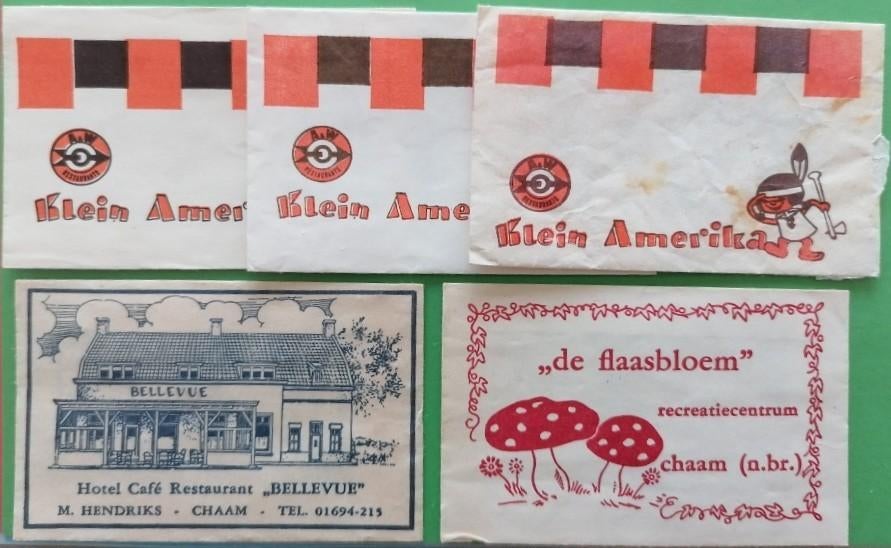 A&W
RESTAURANTS
Klein Amer
A&W
RESTAURANTS
Klein Ame
A&W
RESTAURANTS
Klein Amerika
BELLEVUE
Hotel Café Restaurant „BELLEVUE”
M. HENDRIKS - CHAAM - TEL. 01694-215
„de flaasbloem”
recreatiecentrum
chaam (n.br.)